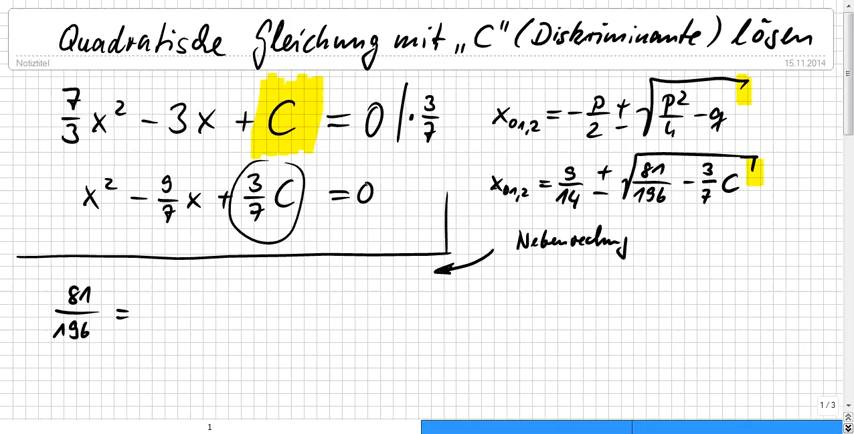 Quadratische Gleichung mit „C" (Diskriminante) lösen
Notiztitel
15.11.2014
7/3 x² - 3x + C = 0 | · 3/7
x² - 9/7 x + 3/7 C = 0
x₀₁,₂ = - p/2 ± √(p²/4 - q)
x₀₁,₂ = 9/14 ± √(81/196 - 3/7 C)
Nebenrechnung
81/196 =
1 / 3
1